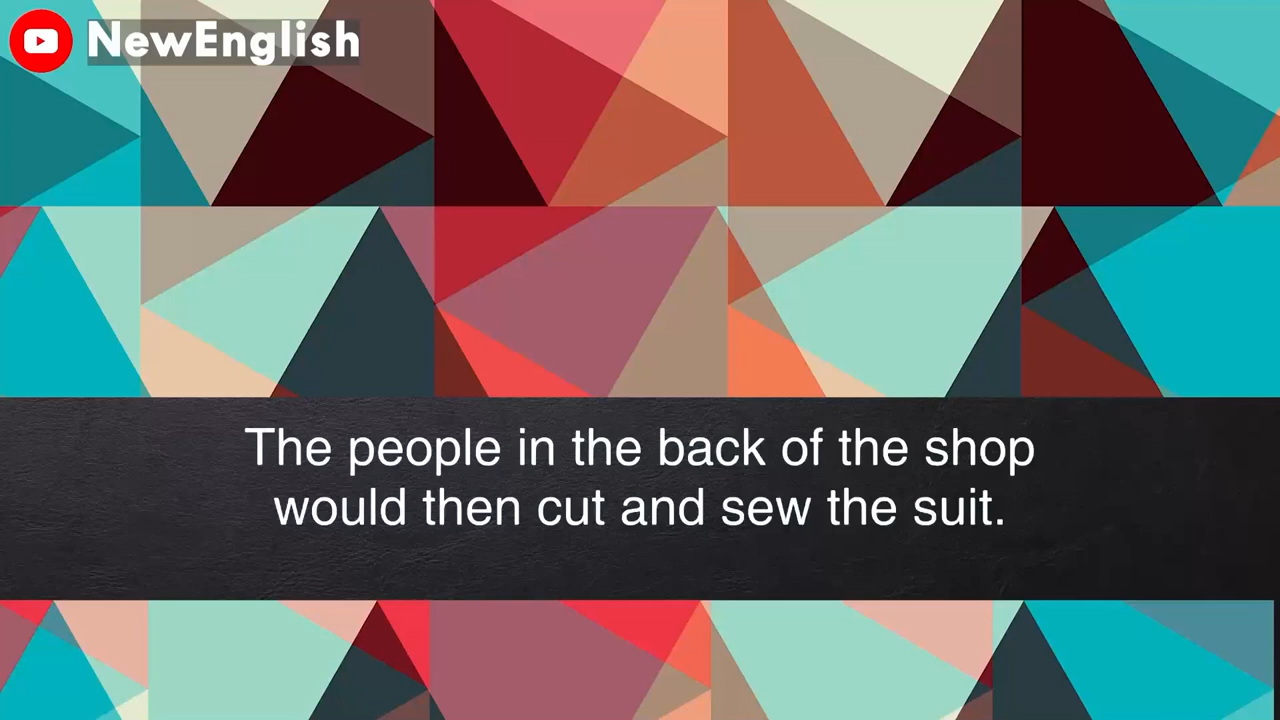 NewEnglish
The people in the back of the shop
would then cut and sew the suit.